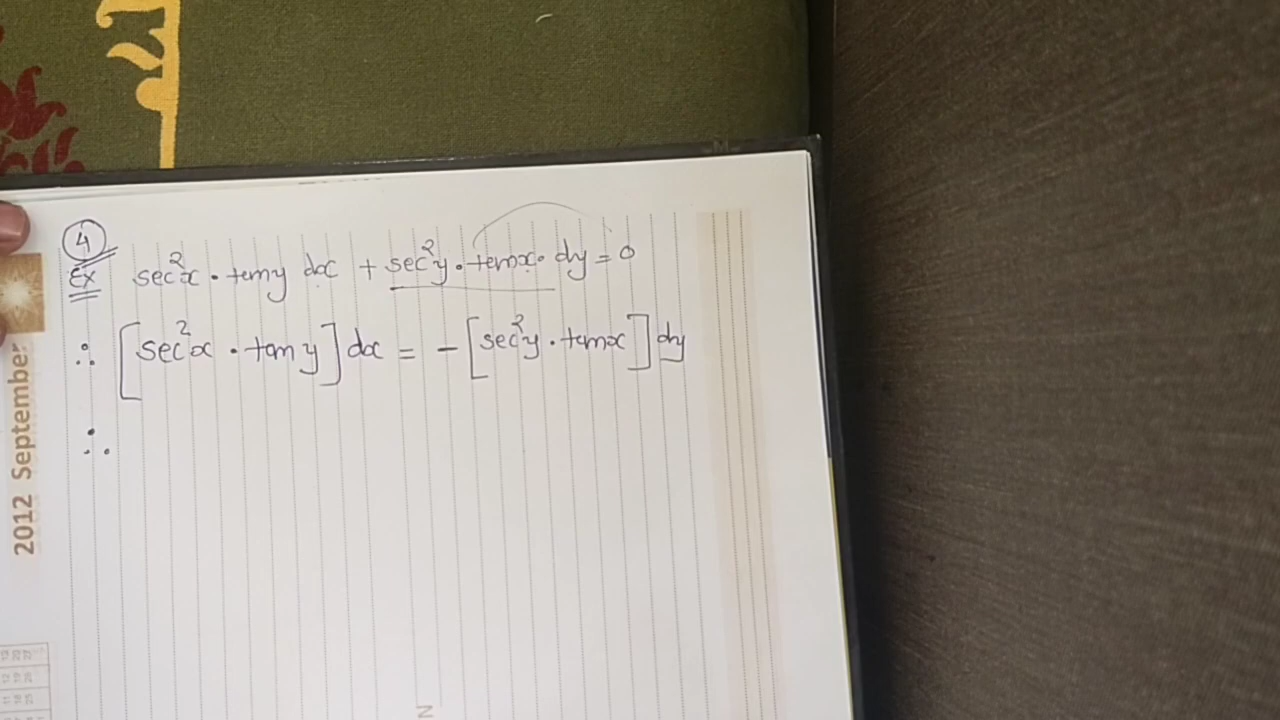 4
Ex sec²x · tany dx + sec²y · tanx · dy = 0
∴ [sec²x · tan y] dx = - [sec²y · tanx] dy
∴
2012 September